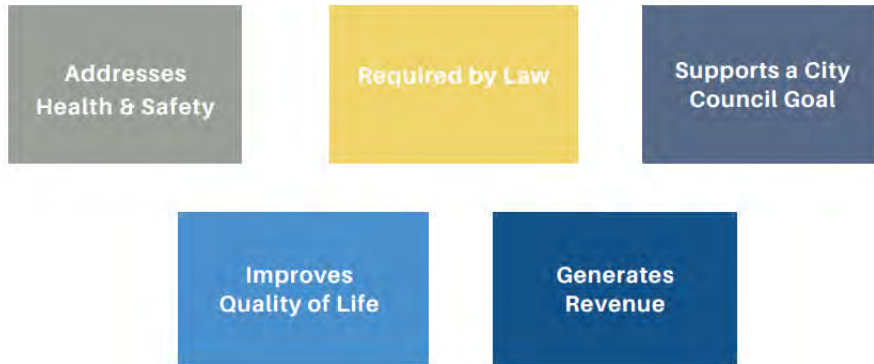 Addresses
Health & Safety
Required by Law
Supports a City
Council Goal
Improves
Quality of Life
Generates
Revenue